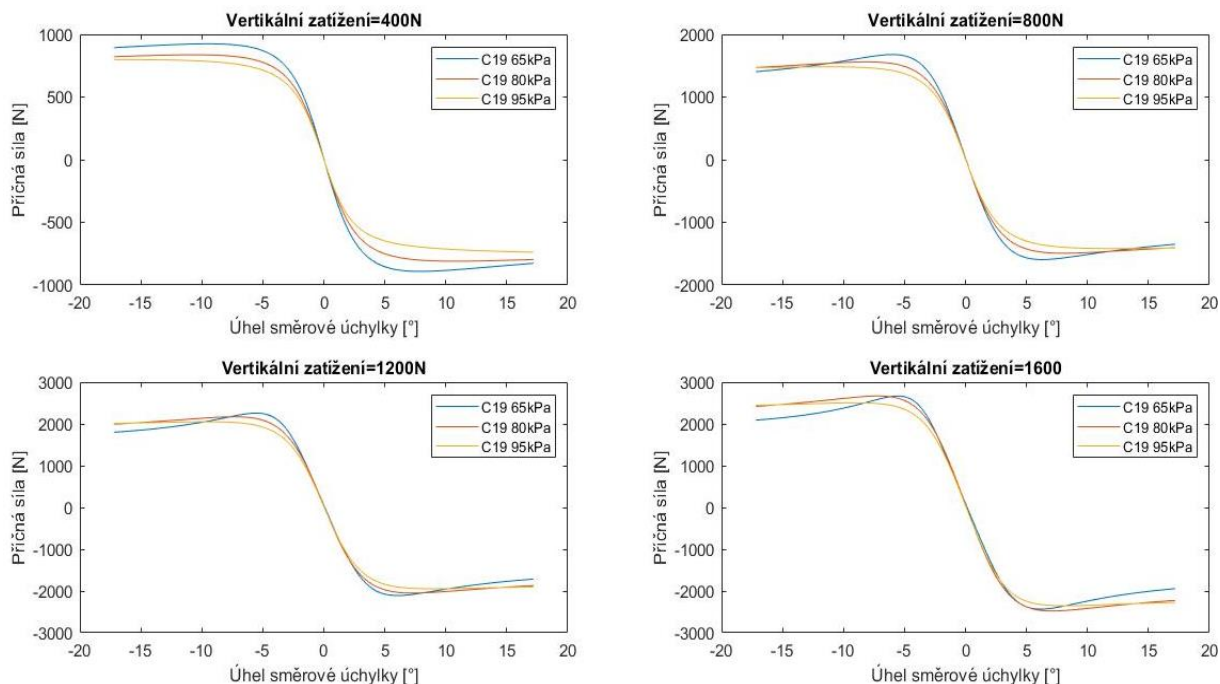 Vertikální zatížení=400N
1000
500
0
-500
-1000
-20 -15 -10 -5 0 5 10 15 20
Příčná síla [N]
Úhel směrové úchylky [°]
C19 65kPa
C19 80kPa
C19 95kPa
Vertikální zatížení=800N
2000
1000
0
-1000
-2000
-20 -15 -10 -5 0 5 10 15 20
Příčná síla [N]
Úhel směrové úchylky [°]
C19 65kPa
C19 80kPa
C19 95kPa
Vertikální zatížení=1200N
3000
2000
1000
0
-1000
-2000
-3000
-20 -15 -10 -5 0 5 10 15 20
Příčná síla [N]
Úhel směrové úchylky [°]
C19 65kPa
C19 80kPa
C19 95kPa
Vertikální zatížení=1600
3000
2000
1000
0
-1000
-2000
-3000
-20 -15 -10 -5 0 5 10 15 20
Příčná síla [N]
Úhel směrové úchylky [°]
C19 65kPa
C19 80kPa
C19 95kPa